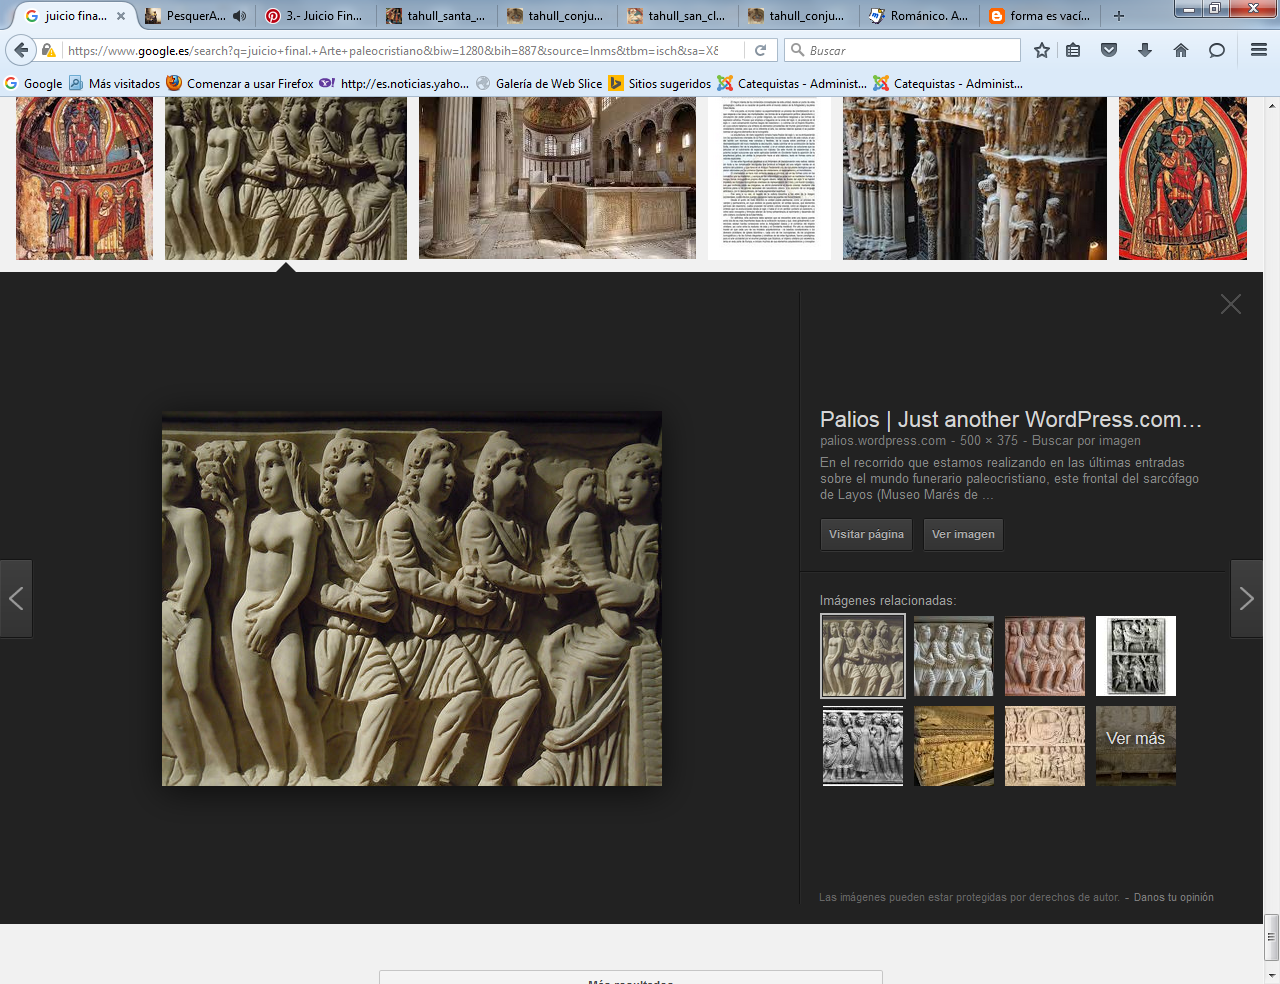 juicio fina...
PesquerA...
3.- Juicio Fin...
tahull_santa_...
tahull_conju...
tahull_san_cl...
tahull_conju...
Románico. A...
forma es vací...
https://www.google.es/search?q=juicio+final.+Arte+paleocristiano&biw=1280&bih=887&source=lnms&tbm=isch&sa=X&
Buscar
Google
Más visitados
Comenzar a usar Firefox
http://es.noticias.yaho...
Galería de Web Slice
Sitios sugeridos
Catequistas - Administ...
Catequistas - Administ...
Palios | Just another WordPress.com...
palios.wordpress.com - 500 × 375 - Buscar por imagen
En el recorrido que estamos realizando en las últimas entradas
sobre el mundo funerario paleocristiano, este frontal del sarcófago
de Layos (Museo Marés de ...
Visitar página
Ver imagen
Imágenes relacionadas:
Ver más
Las imágenes pueden estar protegidas por derechos de autor. - Danos tu opinión
Más resultados